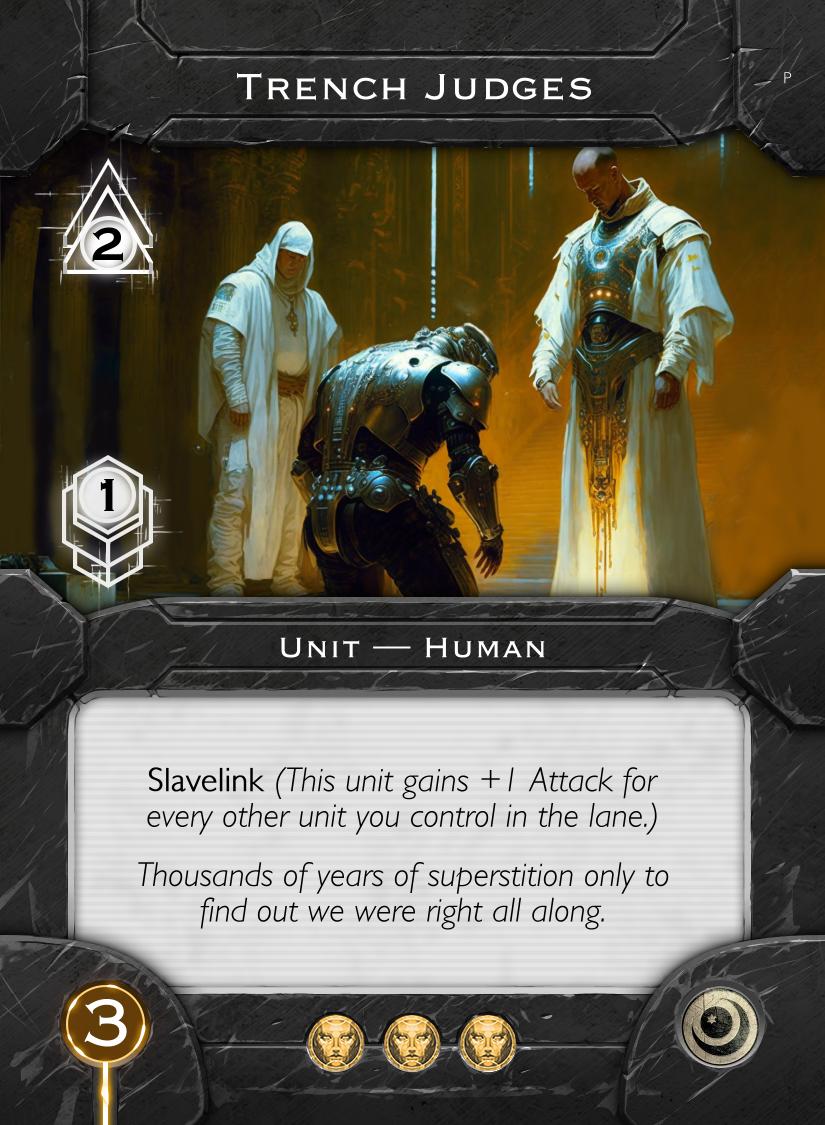 Trench Judges
P
2
1
Unit — Human
Slavelink (This unit gains +1 Attack for
every other unit you control in the lane.)
Thousands of years of superstition only to
find out we were right all along.
3